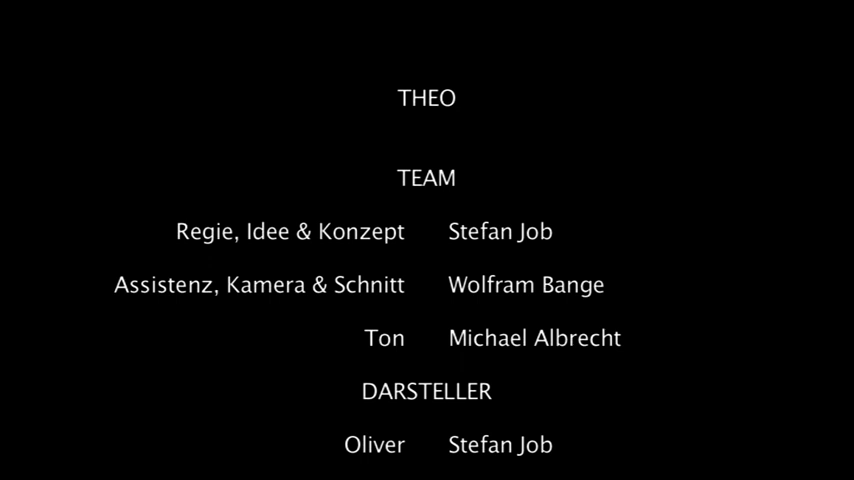 THEO
TEAM
Regie, Idee & Konzept Stefan Job
Assistenz, Kamera & Schnitt Wolfram Bange
Ton Michael Albrecht
DARSTELLER
Oliver Stefan Job